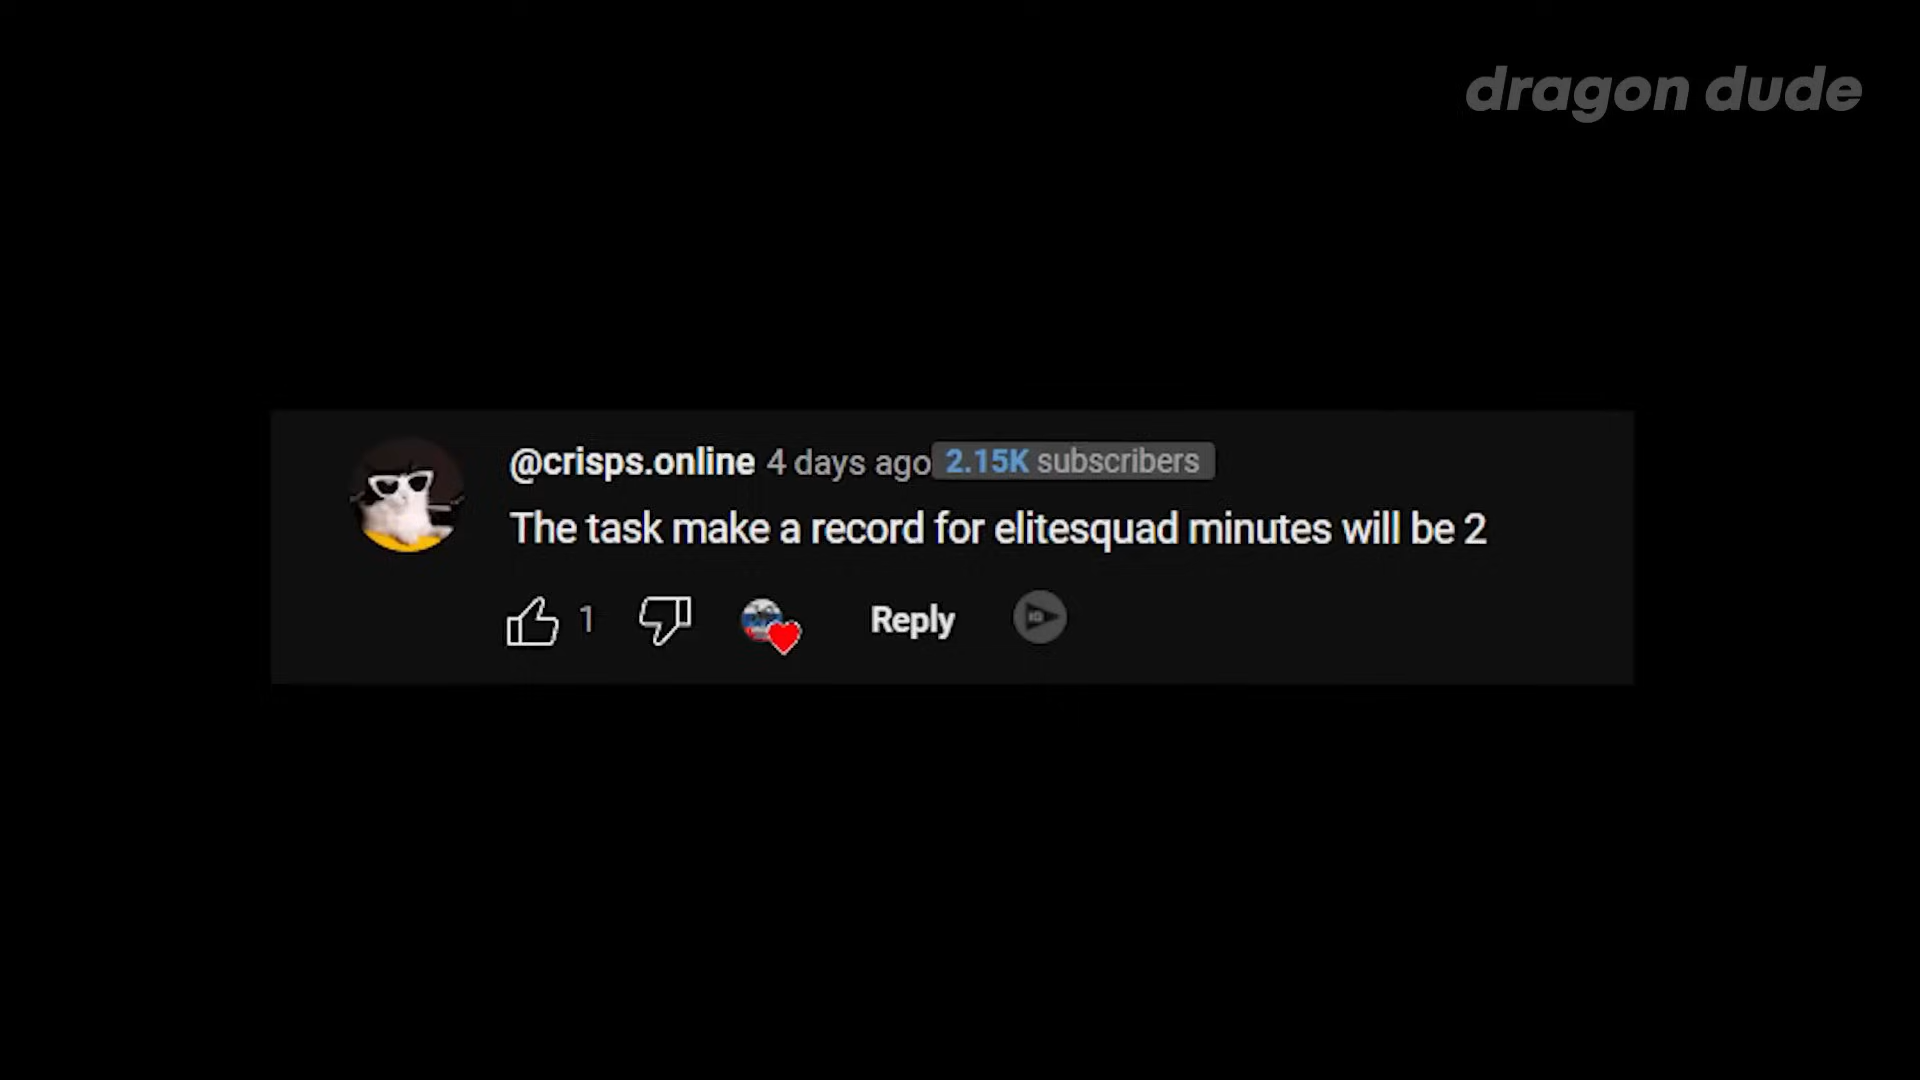 dragon dude
@crisps.online 4 days ago 2.15K subscribers
The task make a record for elitesquad minutes will be 2
1 Reply